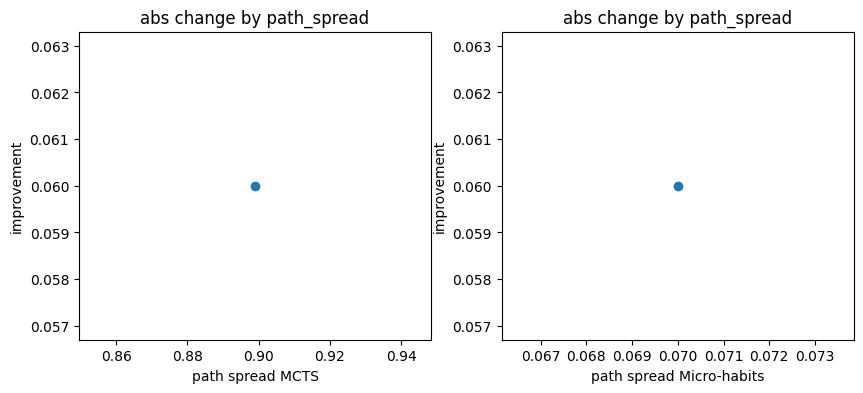 abs change by path_spread
improvement
0.063
0.062
0.061
0.060
0.059
0.058
0.057
0.86 0.88 0.90 0.92 0.94
path spread MCTS
abs change by path_spread
improvement
0.063
0.062
0.061
0.060
0.059
0.058
0.057
0.067 0.068 0.069 0.070 0.071 0.072 0.073
path spread Micro-habits